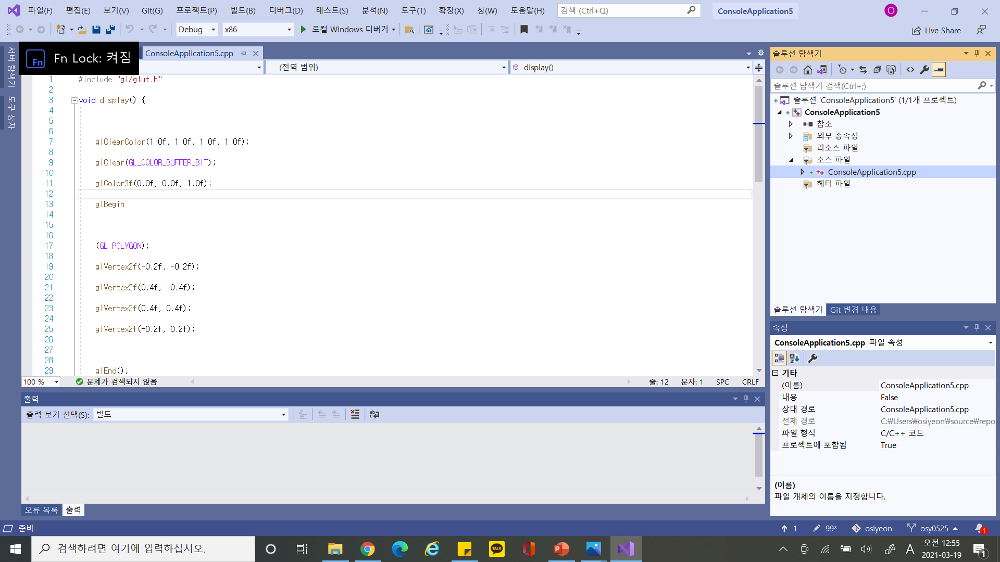 파일(F) 편집(E) 보기(V) Git(G) 프로젝트(P) 빌드(B) 디버그(D) 테스트(S) 분석(N) 도구(T) 확장(X) 창(W) 도움말(H) 검색 (Ctrl+Q) ConsoleApplication5 O
Debug x86 로컬 Windows 디버거 Live Share
서버 탐색기
도구 상자
Fn Fn Lock: 켜짐
ConsoleApplication5.cpp
(전역 범위) display()
1 #include "gl/glut.h"
2
3 void display() {
4
5
6
7 glClearColor(1.0f, 1.0f, 1.0f, 1.0f);
8
9 glClear(GL_COLOR_BUFFER_BIT);
10
11 glColor3f(0.0f, 0.0f, 1.0f);
12
13 glBegin
14
15
16
17 (GL_POLYGON);
18
19 glVertex2f(-0.2f, -0.2f);
20
21 glVertex2f(0.4f, -0.4f);
22
23 glVertex2f(0.4f, 0.4f);
24
25 glVertex2f(-0.2f, 0.2f);
26
27
28
29 glEnd();
100 % 문제가 검색되지 않음 줄: 12 문자: 1 SPC CRLF
출력
출력 보기 선택(S): 빌드
오류 목록 출력
솔루션 탐색기
솔루션 탐색기 검색(Ctrl+;)
솔루션 'ConsoleApplication5' (1/1개 프로젝트)
ConsoleApplication5
참조
외부 종속성
리소스 파일
소스 파일
ConsoleApplication5.cpp
헤더 파일
솔루션 탐색기 Git 변경 내용
속성
ConsoleApplication5.cpp 파일 속성
기타
(이름) ConsoleApplication5.cpp
내용 False
상대 경로 ConsoleApplication5.cpp
전체 경로 C:₩Users₩osiyeon₩source₩repo
파일 형식 C/C++ 코드
프로젝트에 포함됨 True
(이름)
파일 개체의 이름을 지정합니다.
준비 1 99* osiyeon osy0525 1
검색하려면 여기에 입력하십시오. TALK A 오전 12:55
2021-03-19 1